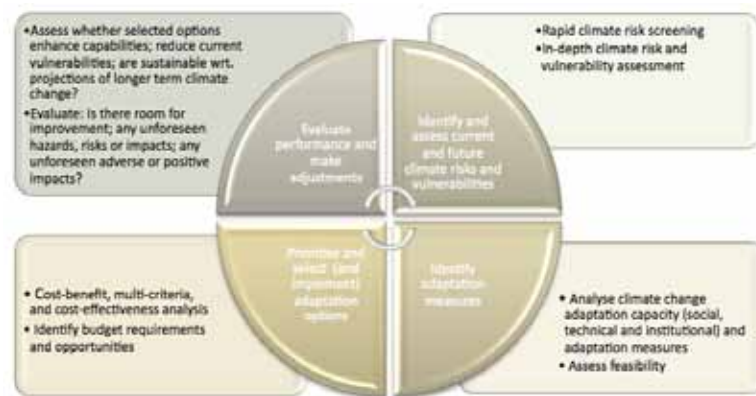 •Assess whether selected options
enhance capabilities; reduce current
vulnerabilities; are sustainable wrt.
projections of longer term climate
change?
•Evaluate: is there room for
improvement; any unforeseen
hazards, risks or impacts; any
unforeseen adverse or positive
impacts?
Evaluate
performance and
make
adjustments
•Rapid climate risk screening
•In-depth climate risk and
vulnerability assessment
Identify and
assess current
and future
climate risks and
vulnerabilities
• Cost-benefit, multi-criteria,
and cost-effectiveness analysis
• Identify budget requirements
and opportunities
Prioritise and
select (and
implement)
adaptation
options
Identify
adaptation
measures
• Analyse climate change
adaptation capacity (social,
technical and institutional) and
adaptation measures
• Assess feasibility